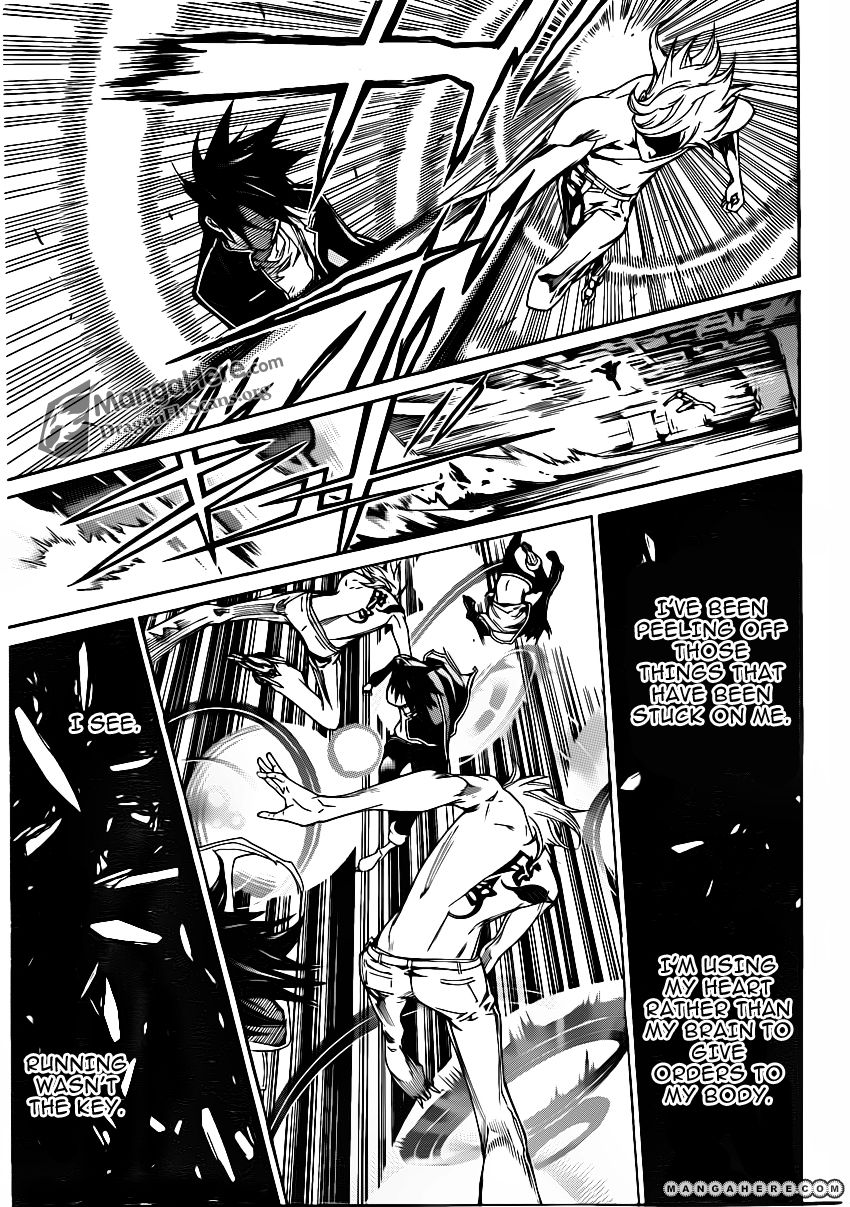 MangaHere.com
DragonFlyScans.org
I'VE BEEN
PEELING OFF
THOSE
THINGS THAT
HAVE BEEN
STUCK ON ME.
I'M USING
MY HEART
RATHER THAN
MY BRAIN TO
GIVE
ORDERS TO
MY BODY.
I SEE.
RUNNING
WASN'T
THE KEY.
MANGAHERE.COM